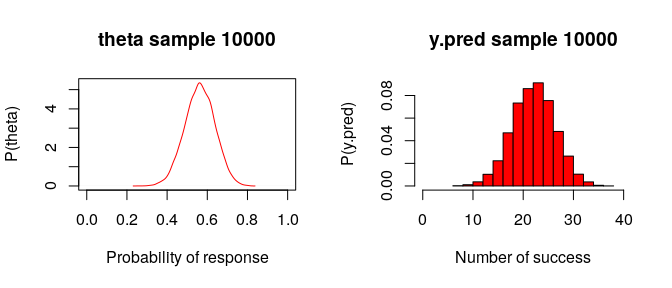 theta sample 10000
P(theta)
0 2 4
0.0 0.2 0.4 0.6 0.8 1.0
Probability of response
y.pred sample 10000
P(y.pred)
0.00 0.04 0.08
0 10 20 30 40
Number of success